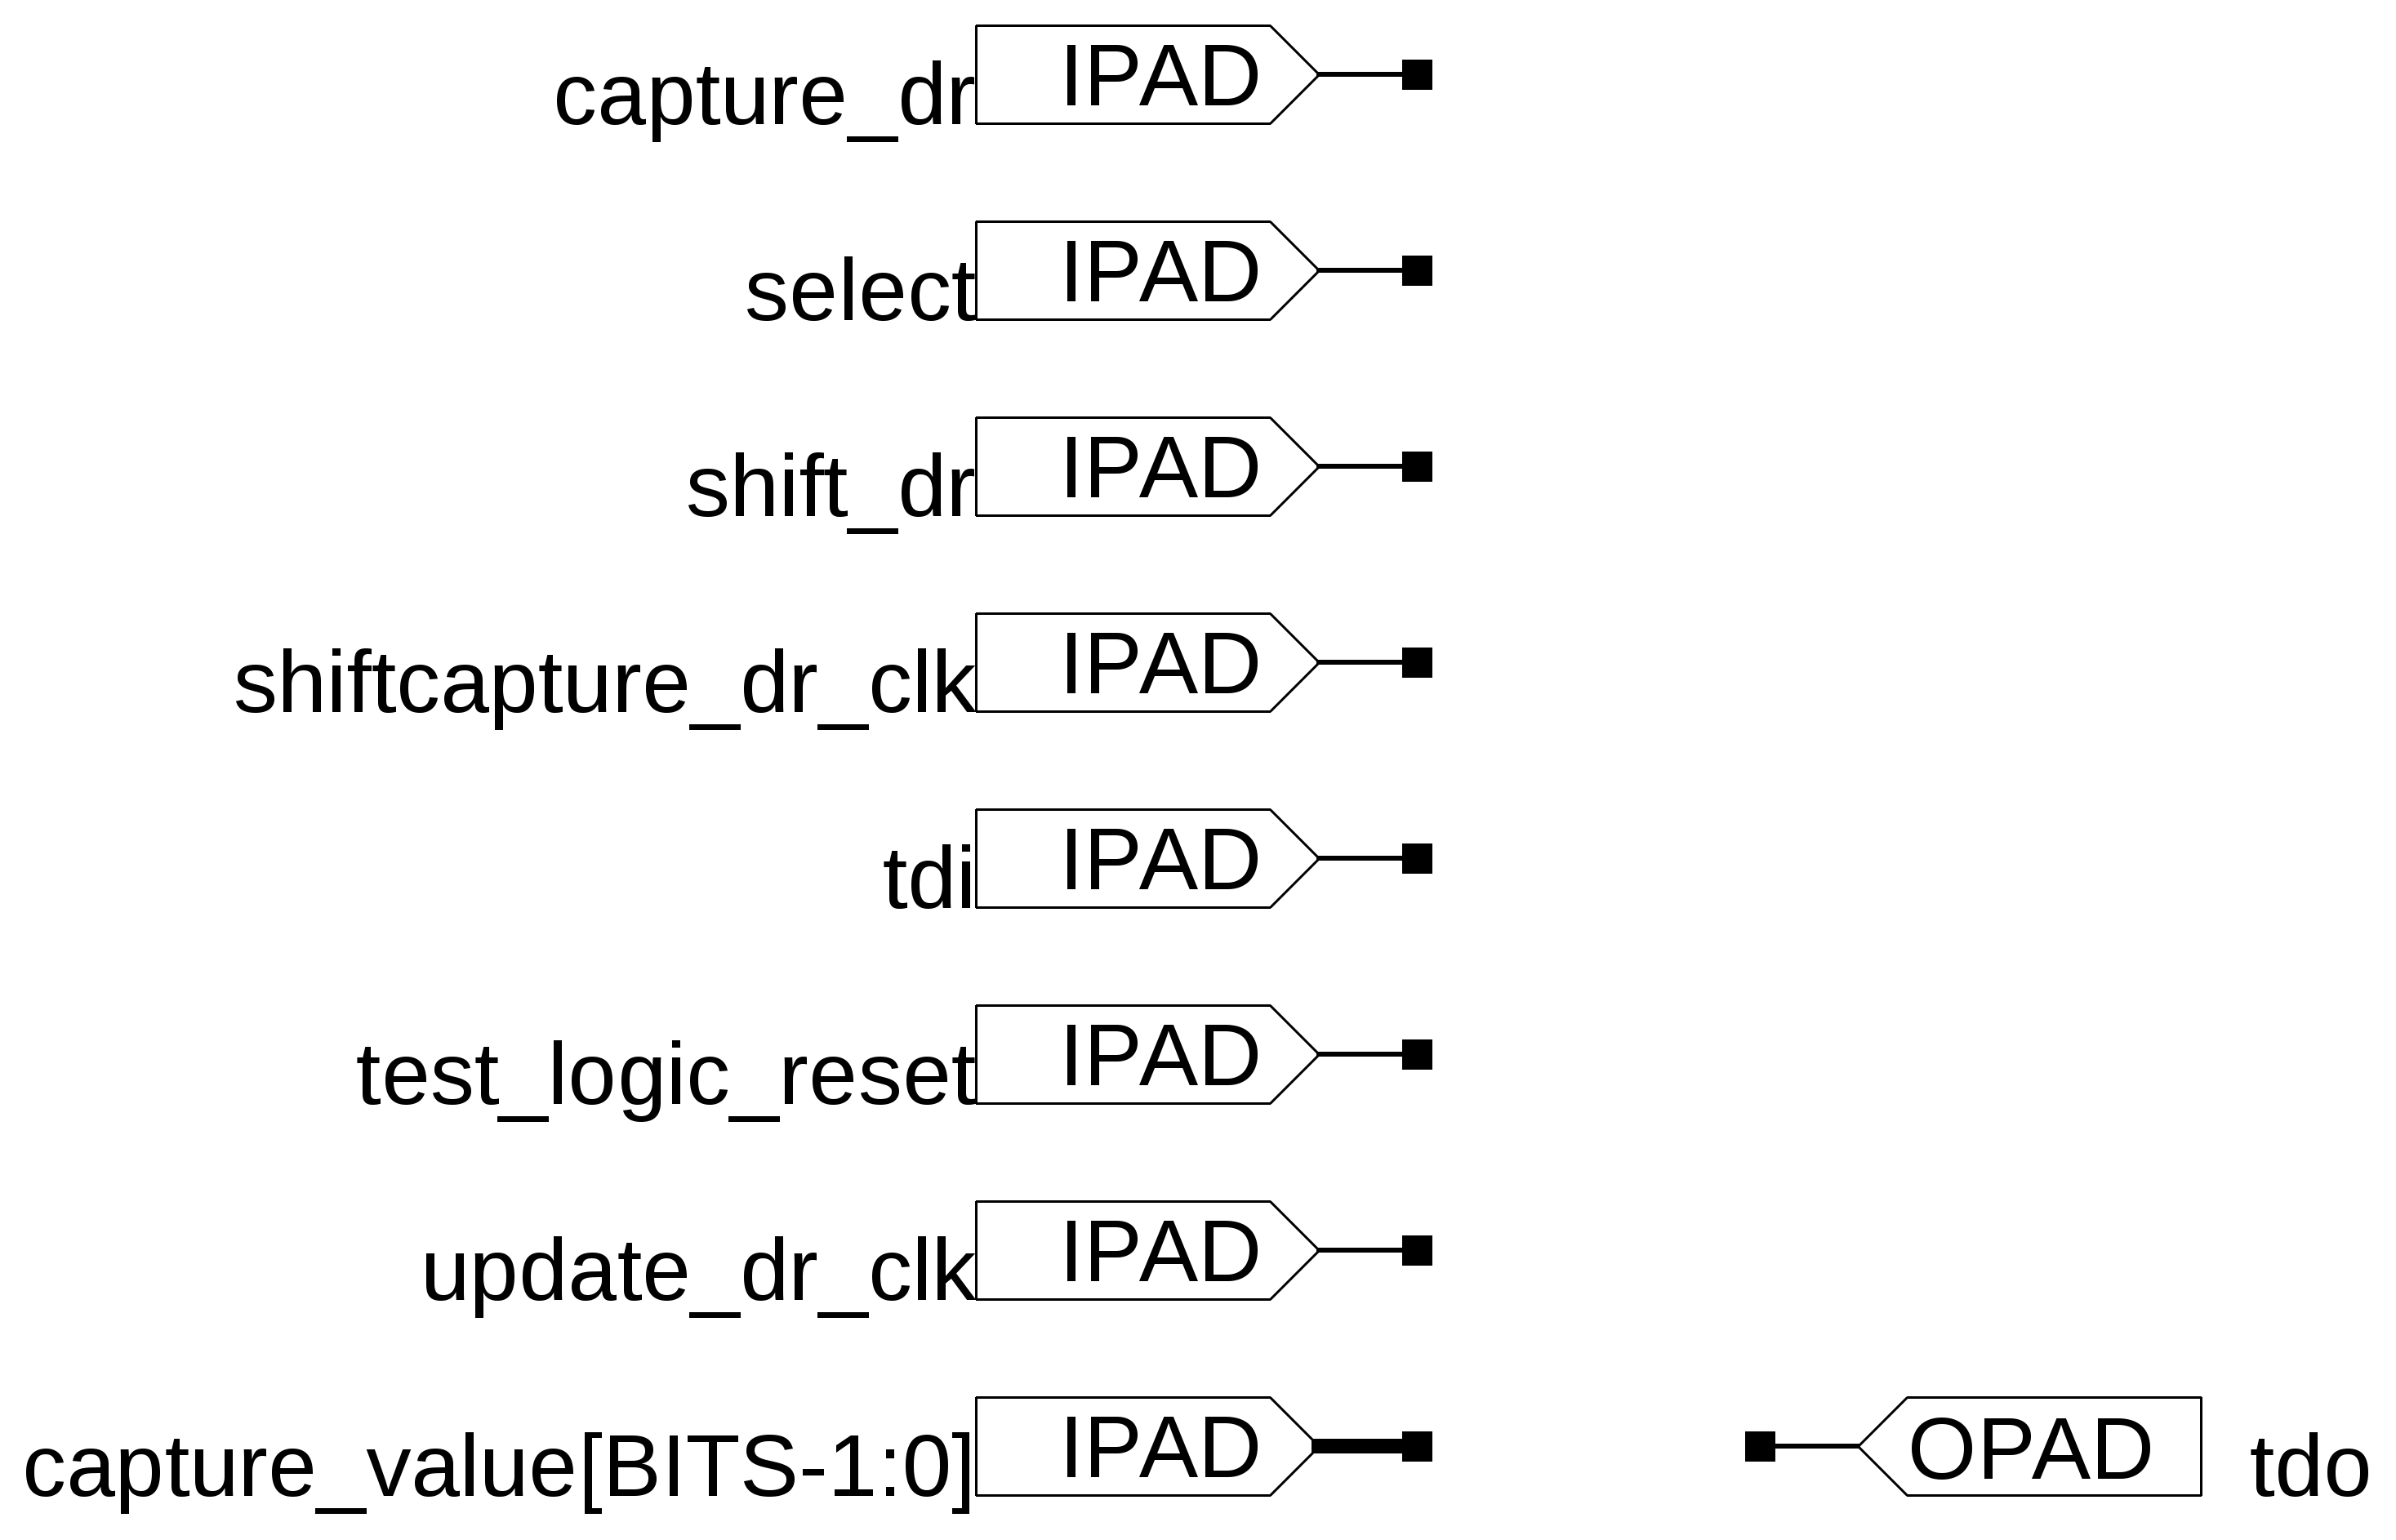 capture_dr IPAD
select IPAD
shift_dr IPAD
shiftcapture_dr_clk IPAD
tdi IPAD
test_logic_reset IPAD
update_dr_clk IPAD
capture_value[BITS-1:0] IPAD OPAD tdo